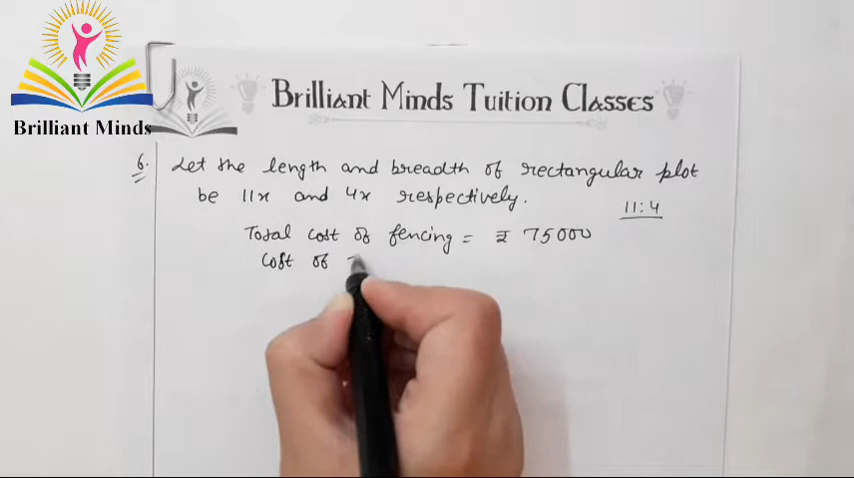 Brilliant Minds Tuition Classes
Brilliant Minds
6. Let the length and breadth of rectangular plot
be 11x and 4x respectively.
11:4
Total cost of fencing = ₹ 75000
Cost of